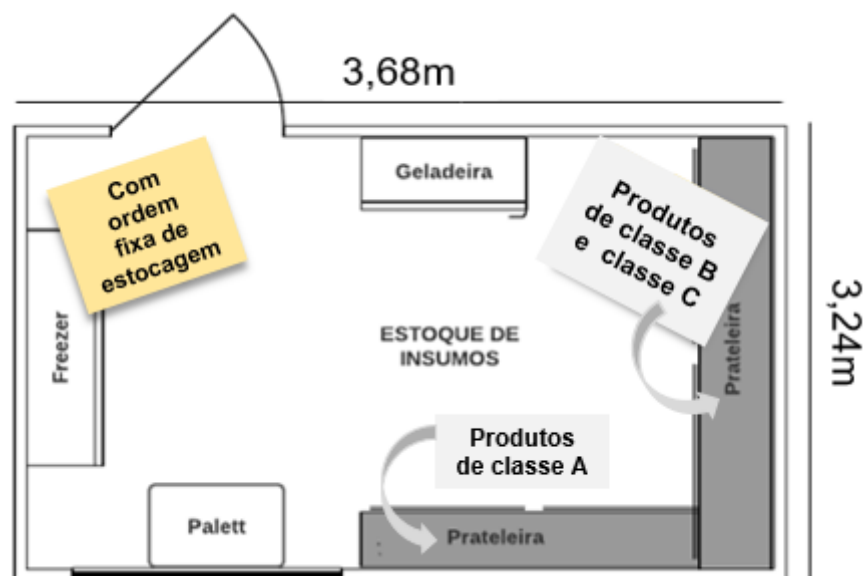 3,68m
Com
ordem
fixa de
estocagem
Geladeira
Produtos
de classe B
e classe C
3,24m
Freezer
ESTOQUE DE
INSUMOS
Prateleira
Produtos
de classe A
Palett
Prateleira